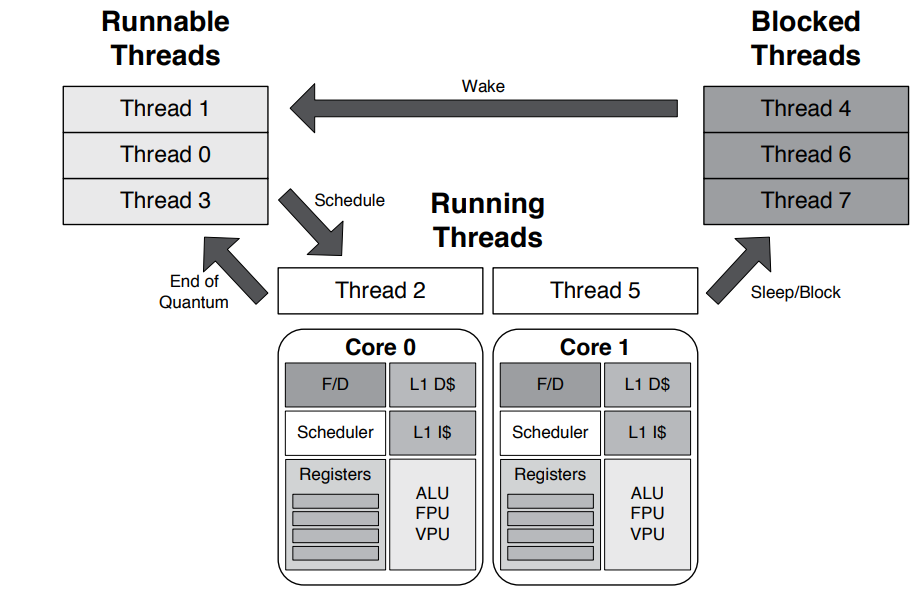 Runnable
Threads
Blocked
Threads
Wake
Thread 1
Thread 0
Thread 3
Thread 4
Thread 6
Thread 7
Schedule
Running
Threads
End of
Quantum
Sleep/Block
Thread 2
Thread 5
Core 0
F/D
L1 D$
Scheduler
L1 I$
Registers
ALU
FPU
VPU
Core 1
F/D
L1 D$
Scheduler
L1 I$
Registers
ALU
FPU
VPU